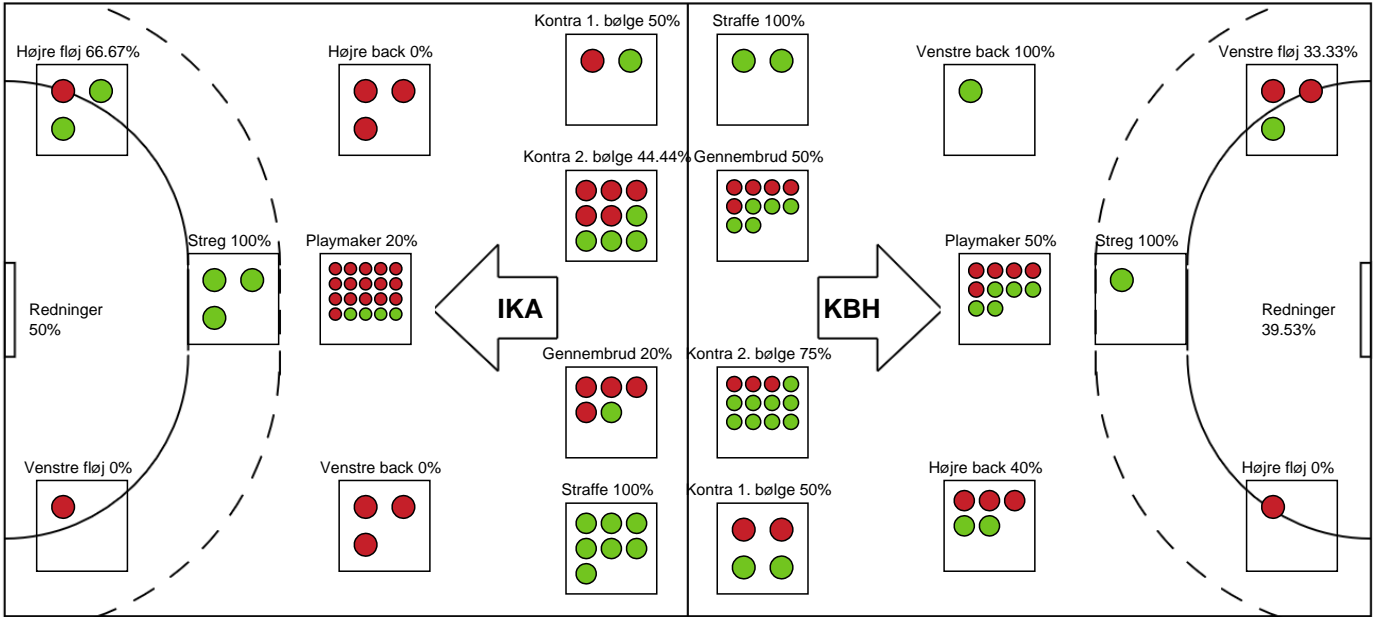 Kontra 1. bølge 50%
Straffe 100%
Højre fløj 66.67%
Højre back 0%
Venstre back 100%
Venstre fløj 33.33%
Kontra 2. bølge 44.44%
Gennembrud 50%
Streg 100%
Playmaker 20%
Playmaker 50%
Streg 100%
Redninger
50%
IKA
KBH
Redninger
39.53%
Gennembrud 20%
Kontra 2. bølge 75%
Venstre fløj 0%
Venstre back 0%
Straffe 100%
Kontra 1. bølge 50%
Højre back 40%
Højre fløj 0%